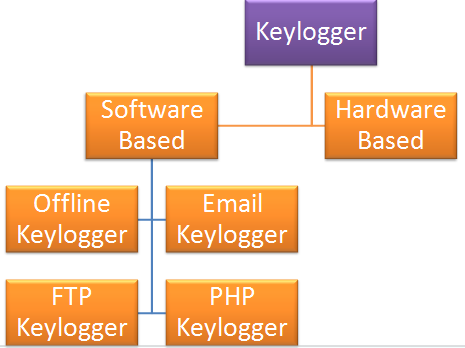 Keylogger
Software
Based
Hardware
Based
Offline
Keylogger
Email
Keylogger
FTP
Keylogger
PHP
Keylogger